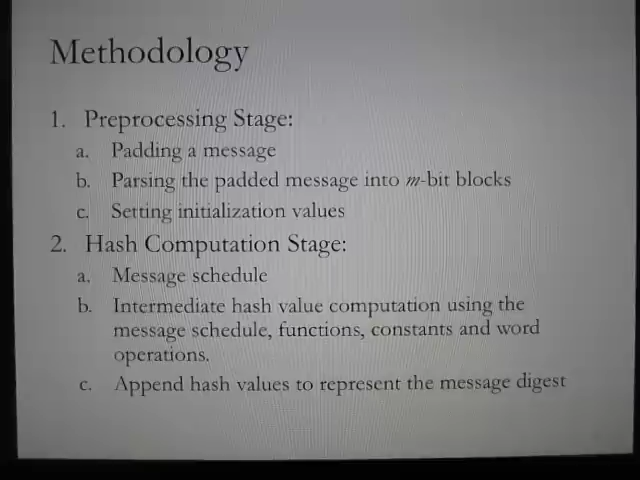 Methodology
1. Preprocessing Stage:
a. Padding a message
b. Parsing the padded message into m-bit blocks
c. Setting initialization values
2. Hash Computation Stage:
a. Message schedule
b. Intermediate hash value computation using the
message schedule, functions, constants and word
operations.
c. Append hash values to represent the message digest